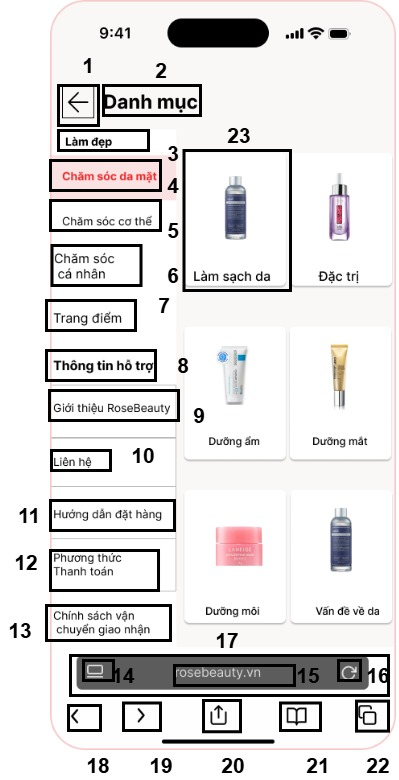 9:41
1
2
Danh mục
Làm đẹp
3
23
Chăm sóc da mặt
4
Chăm sóc cơ thể
5
Chăm sóc
cá nhân
6
Làm sạch da
Đặc trị
7
Trang điểm
Thông tin hỗ trợ
8
Giới thiệu RoseBeauty
9
Dưỡng ẩm
Dưỡng mắt
Liên hệ
10
11
Hướng dẫn đặt hàng
12
Phương thức
Thanh toán
LANEIGE
13
Chính sách vận
chuyển giao nhận
Dưỡng môi
Vấn đề về da
17
14
rosebeauty.vn
15
16
18
19
20
21
22